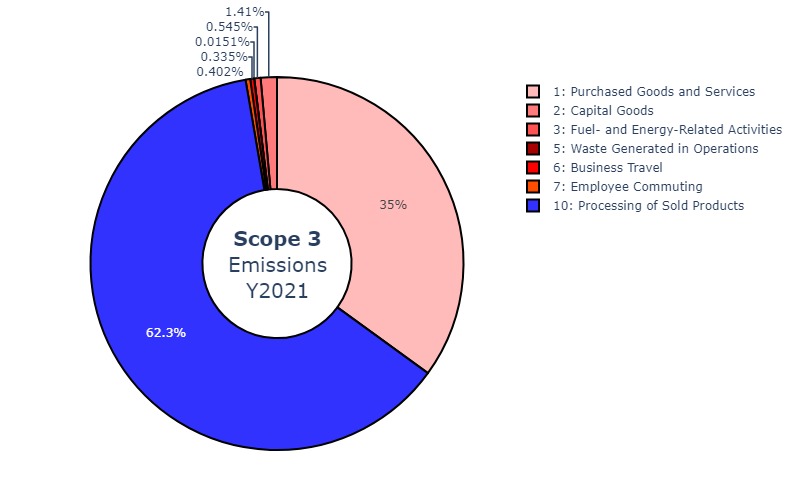 1.41%
0.545%
0.0151%
0.335%
0.402%
35%
62.3%
Scope 3
Emissions
Y2021
1: Purchased Goods and Services
2: Capital Goods
3: Fuel- and Energy-Related Activities
5: Waste Generated in Operations
6: Business Travel
7: Employee Commuting
10: Processing of Sold Products